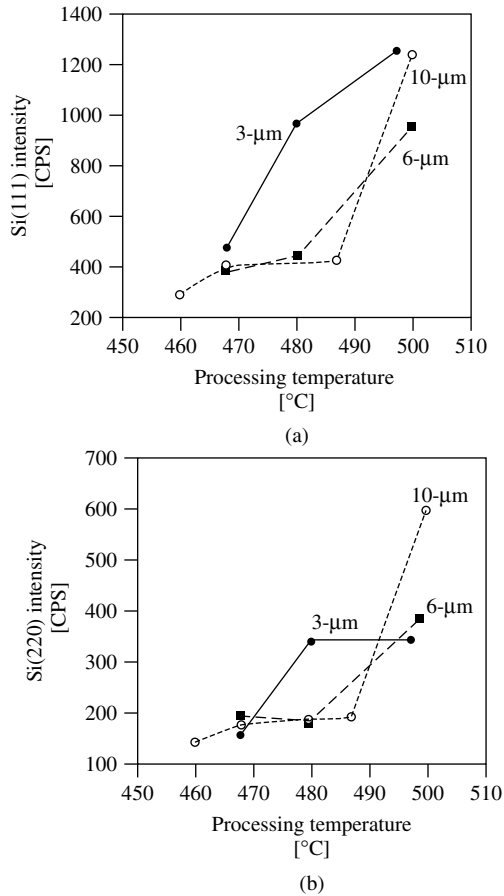 1400
1200
1000
800
600
400
200
Si(111) intensity
[CPS]
3-µm
10-µm
6-µm
450 460 470 480 490 500 510
Processing temperature
[°C]
(a)
700
600
500
400
300
200
100
Si(220) intensity
[CPS]
10-µm
3-µm
6-µm
450 460 470 480 490 500 510
Processing temperature
[°C]
(b)